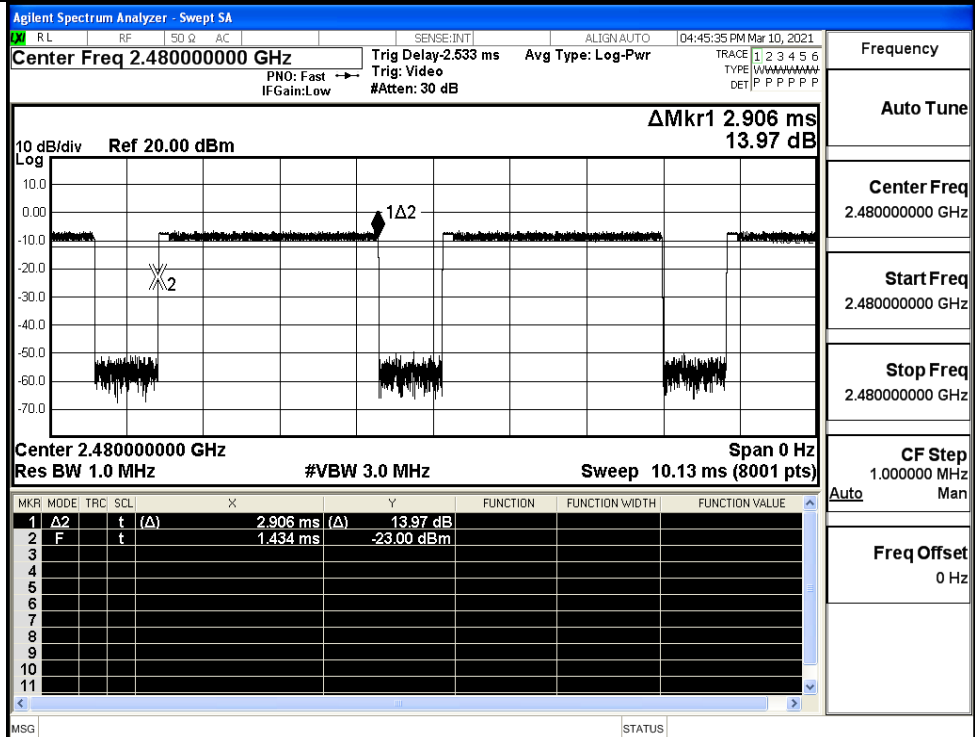 Agilent Spectrum Analyzer - Swept SA
LXI RL RF 50 Ω AC SENSE:INT ALIGN AUTO 04:45:35 PM Mar 10, 2021
Center Freq 2.480000000 GHz
PNO: Fast
IFGain:Low
Trig Delay-2.533 ms
Trig: Video
#Atten: 30 dB
Avg Type: Log-Pwr
TRACE 1 2 3 4 5 6
TYPE WWWWWW
DET P P P P P P
ΔMkr1 2.906 ms
13.97 dB
10 dB/div Ref 20.00 dBm
Log
10.0
0.00
-10.0
-20.0
-30.0
-40.0
-50.0
-60.0
-70.0
1Δ2
2
Center 2.480000000 GHz Span 0 Hz
Res BW 1.0 MHz #VBW 3.0 MHz Sweep 10.13 ms (8001 pts)
MKR MODE TRC SCL X Y FUNCTION FUNCTION WIDTH FUNCTION VALUE
1 Δ2 t (Δ) 2.906 ms (Δ) 13.97 dB
2 F t 1.434 ms -23.00 dBm
3
4
5
6
7
8
9
10
11
MSG STATUS
Frequency
Auto Tune
Center Freq
2.480000000 GHz
Start Freq
2.480000000 GHz
Stop Freq
2.480000000 GHz
CF Step
1.000000 MHz
Auto Man
Freq Offset
0 Hz